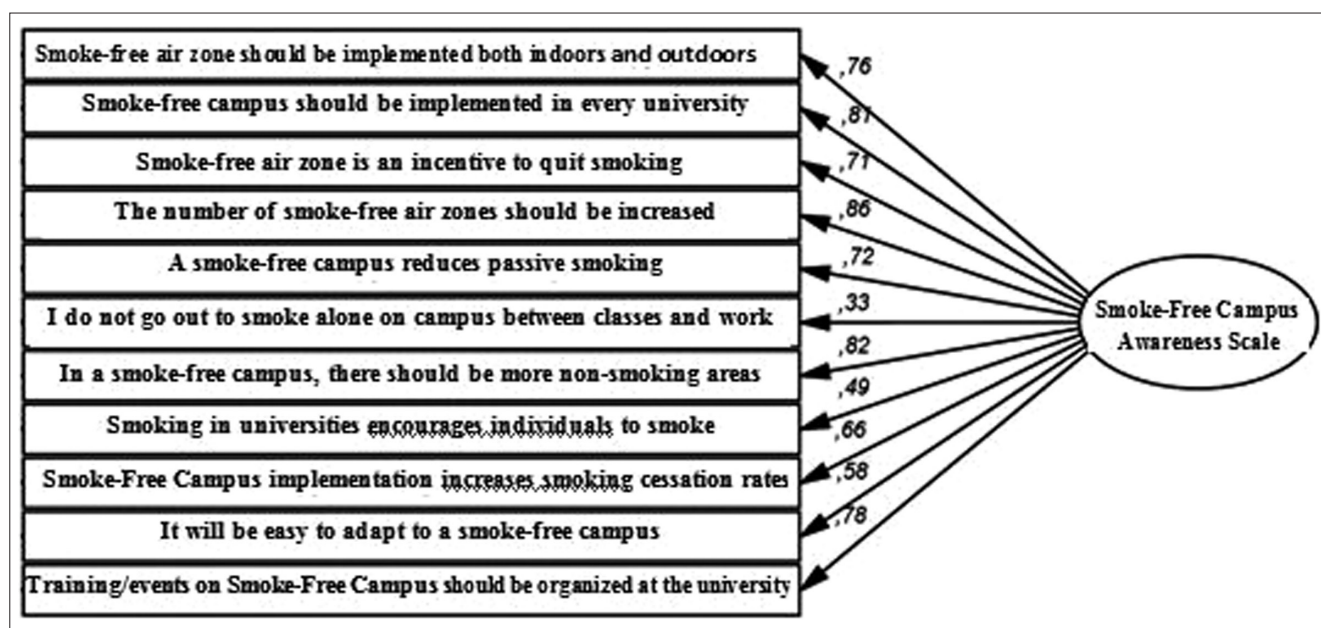 Smoke-free air zone should be implemented both indoors and outdoors
,76
Smoke-free campus should be implemented in every university
,81
Smoke-free air zone is an incentive to quit smoking
,71
The number of smoke-free air zones should be increased
,86
A smoke-free campus reduces passive smoking
,72
I do not go out to smoke alone on campus between classes and work
,33
In a smoke-free campus, there should be more non-smoking areas
,82
Smoking in universities encourages individuals to smoke
,49
Smoke-Free Campus implementation increases smoking cessation rates
,66
It will be easy to adapt to a smoke-free campus
,58
Training/events on Smoke-Free Campus should be organized at the university
,78
Smoke-Free Campus
Awareness Scale